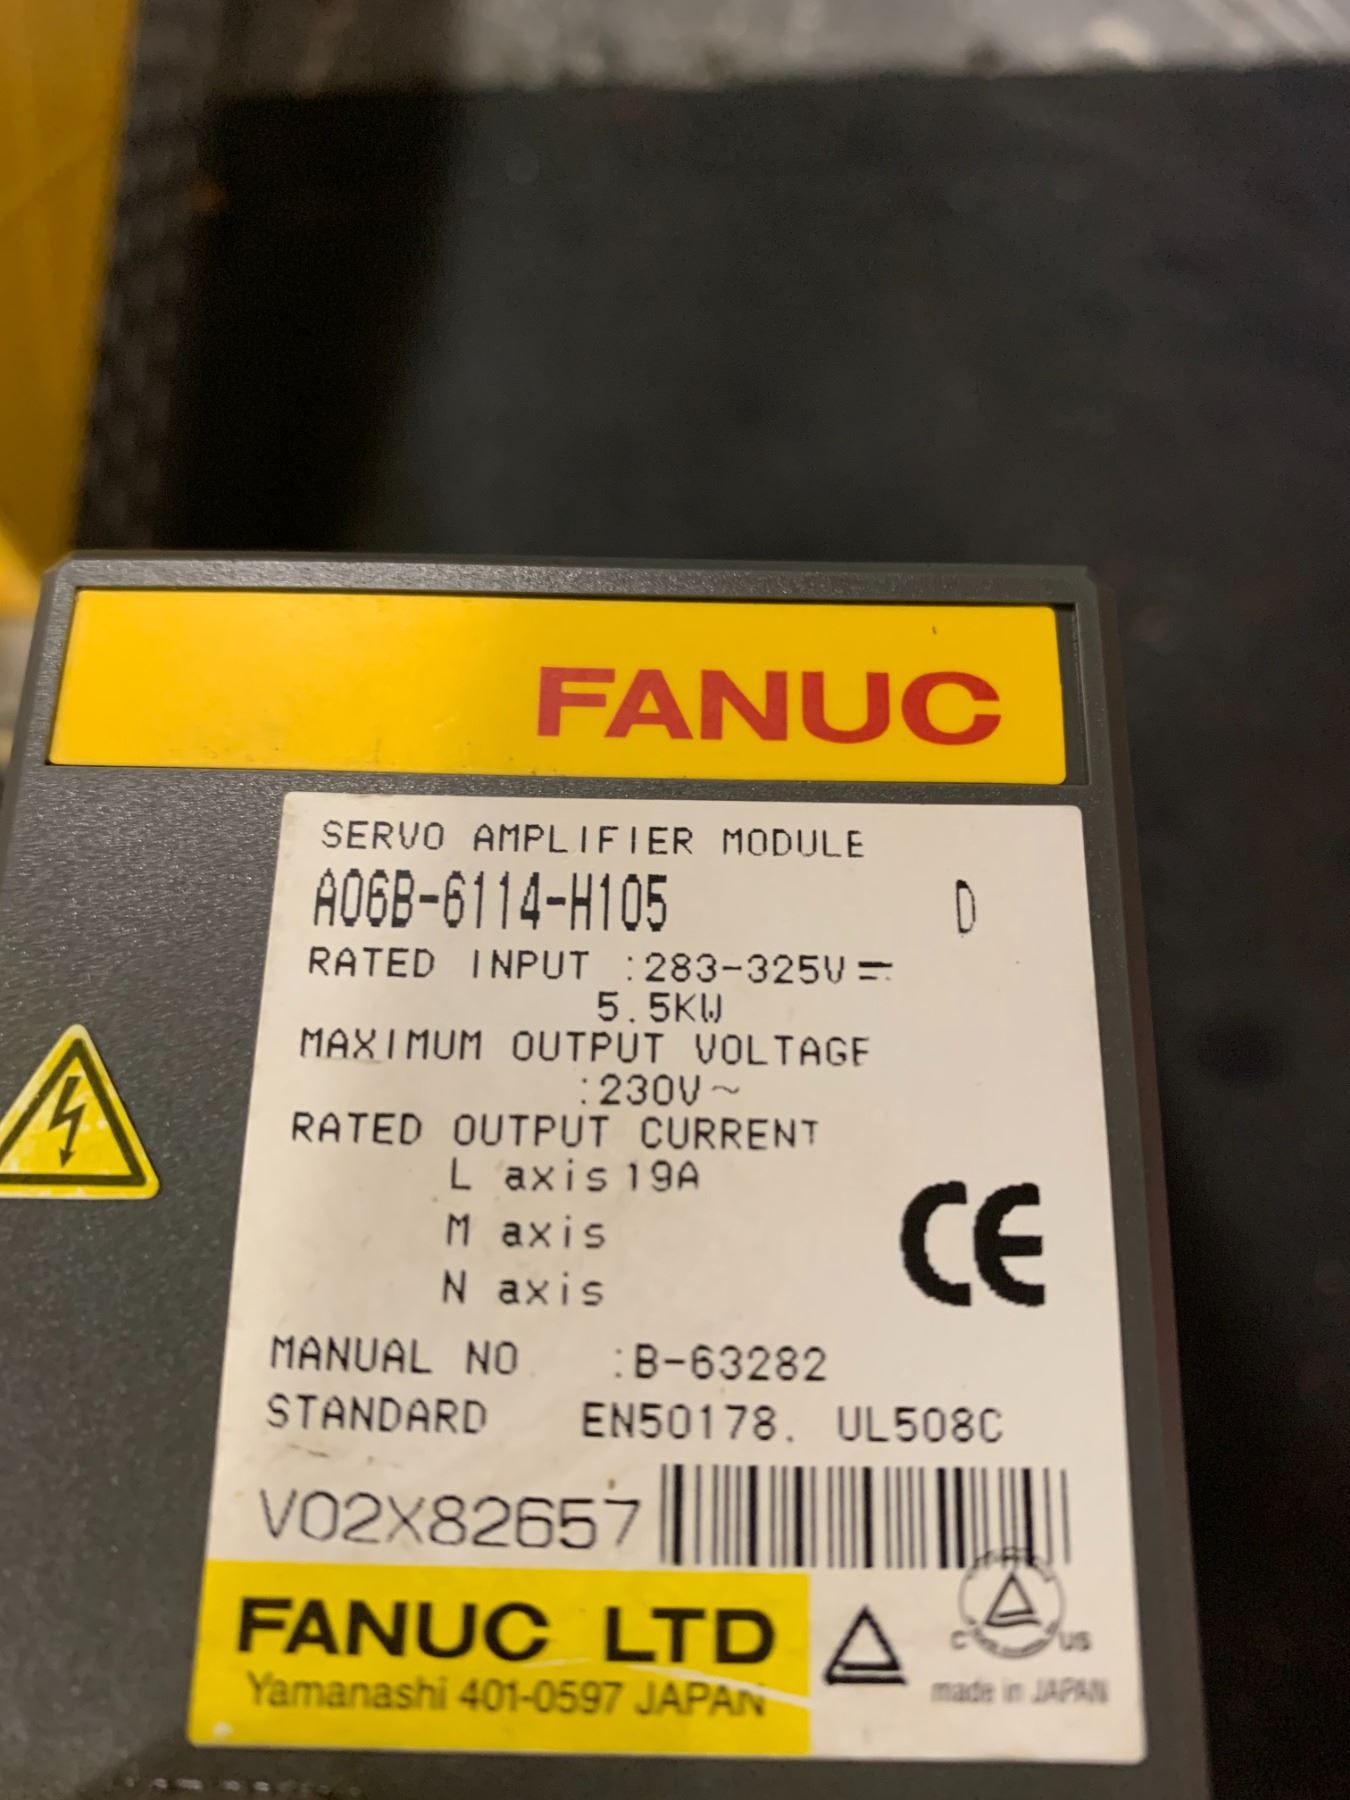 FANUC
SERVO AMPLIFIER MODULE
A06B-6114-H105 D
RATED INPUT :283-325V⎓
5.5KW
MAXIMUM OUTPUT VOLTAGE
:230V~
RATED OUTPUT CURRENT
L axis 19A
M axis
N axis
CE
MANUAL NO :B-63282
STANDARD EN50178. UL508C
V02X82657
FANUC LTD
Yamanashi 401-0597 JAPAN
C US
made in JAPAN